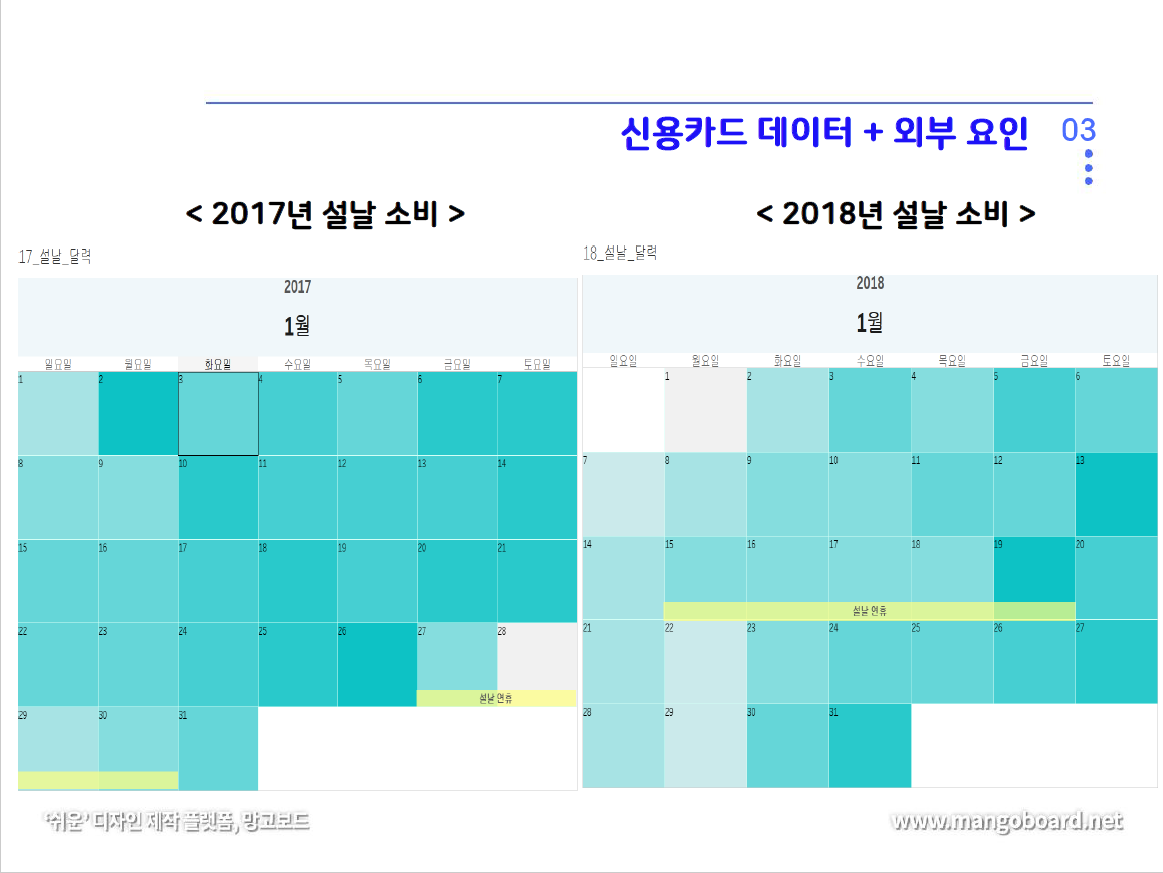 신용카드 데이터 + 외부 요인 03
< 2017년 설날 소비 >
17_설날_달력
2017
1월
일요일 월요일 화요일 수요일 목요일 금요일 토요일
1 2 3 4 5 6 7
8 9 10 11 12 13 14
15 16 17 18 19 20 21
22 23 24 25 26 27 28
설날 연휴
29 30 31
< 2018년 설날 소비 >
18_설날_달력
2018
1월
일요일 월요일 화요일 수요일 목요일 금요일 토요일
1 2 3 4 5 6
7 8 9 10 11 12 13
14 15 16 17 18 19 20
설날 연휴
21 22 23 24 25 26 27
28 29 30 31
‘쉬운’ 디자인 제작 플랫폼, 망고보드
www.mangoboard.net